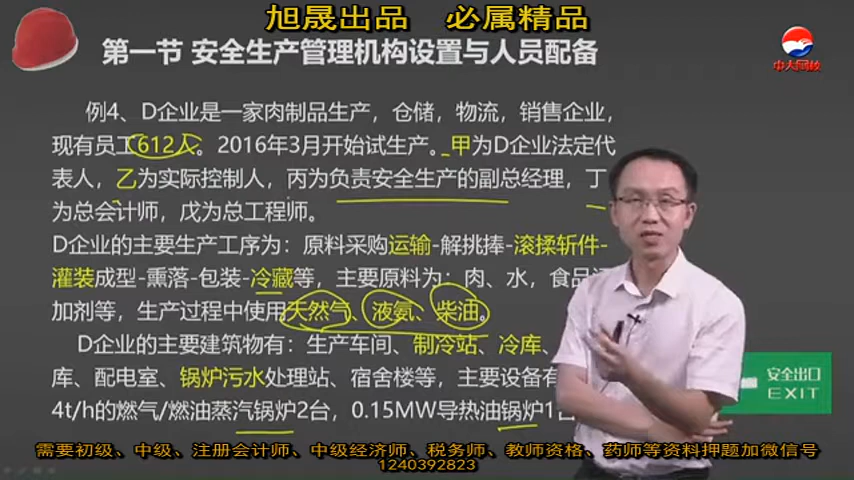 旭晟出品 必属精品
第一节 安全生产管理机构设置与人员配备
中大网校
例4、D企业是一家肉制品生产，仓储，物流，销售企业，
现有员工612人。2016年3月开始试生产。甲为D企业法定代
表人，乙为实际控制人，丙为负责安全生产的副总经理，丁
为总会计师，戊为总工程师。
D企业的主要生产工序为：原料采购运输-解挑捧-滚揉斩件-
灌装成型-熏落-包装-冷藏等，主要原料为：肉、水，食品
加剂等，生产过程中使用天然气、液氨、柴油。
D企业的主要建筑物有：生产车间、制冷站、冷库、
库、配电室、锅炉污水处理站、宿舍楼等，主要设备有
4t/h的燃气/燃油蒸汽锅炉2台，0.15MW导热油锅炉1台
安全出口
EXIT
需要初级、中级、注册会计师、中级经济师、税务师、教师资格、药师等资料押题加微信号
1240392823